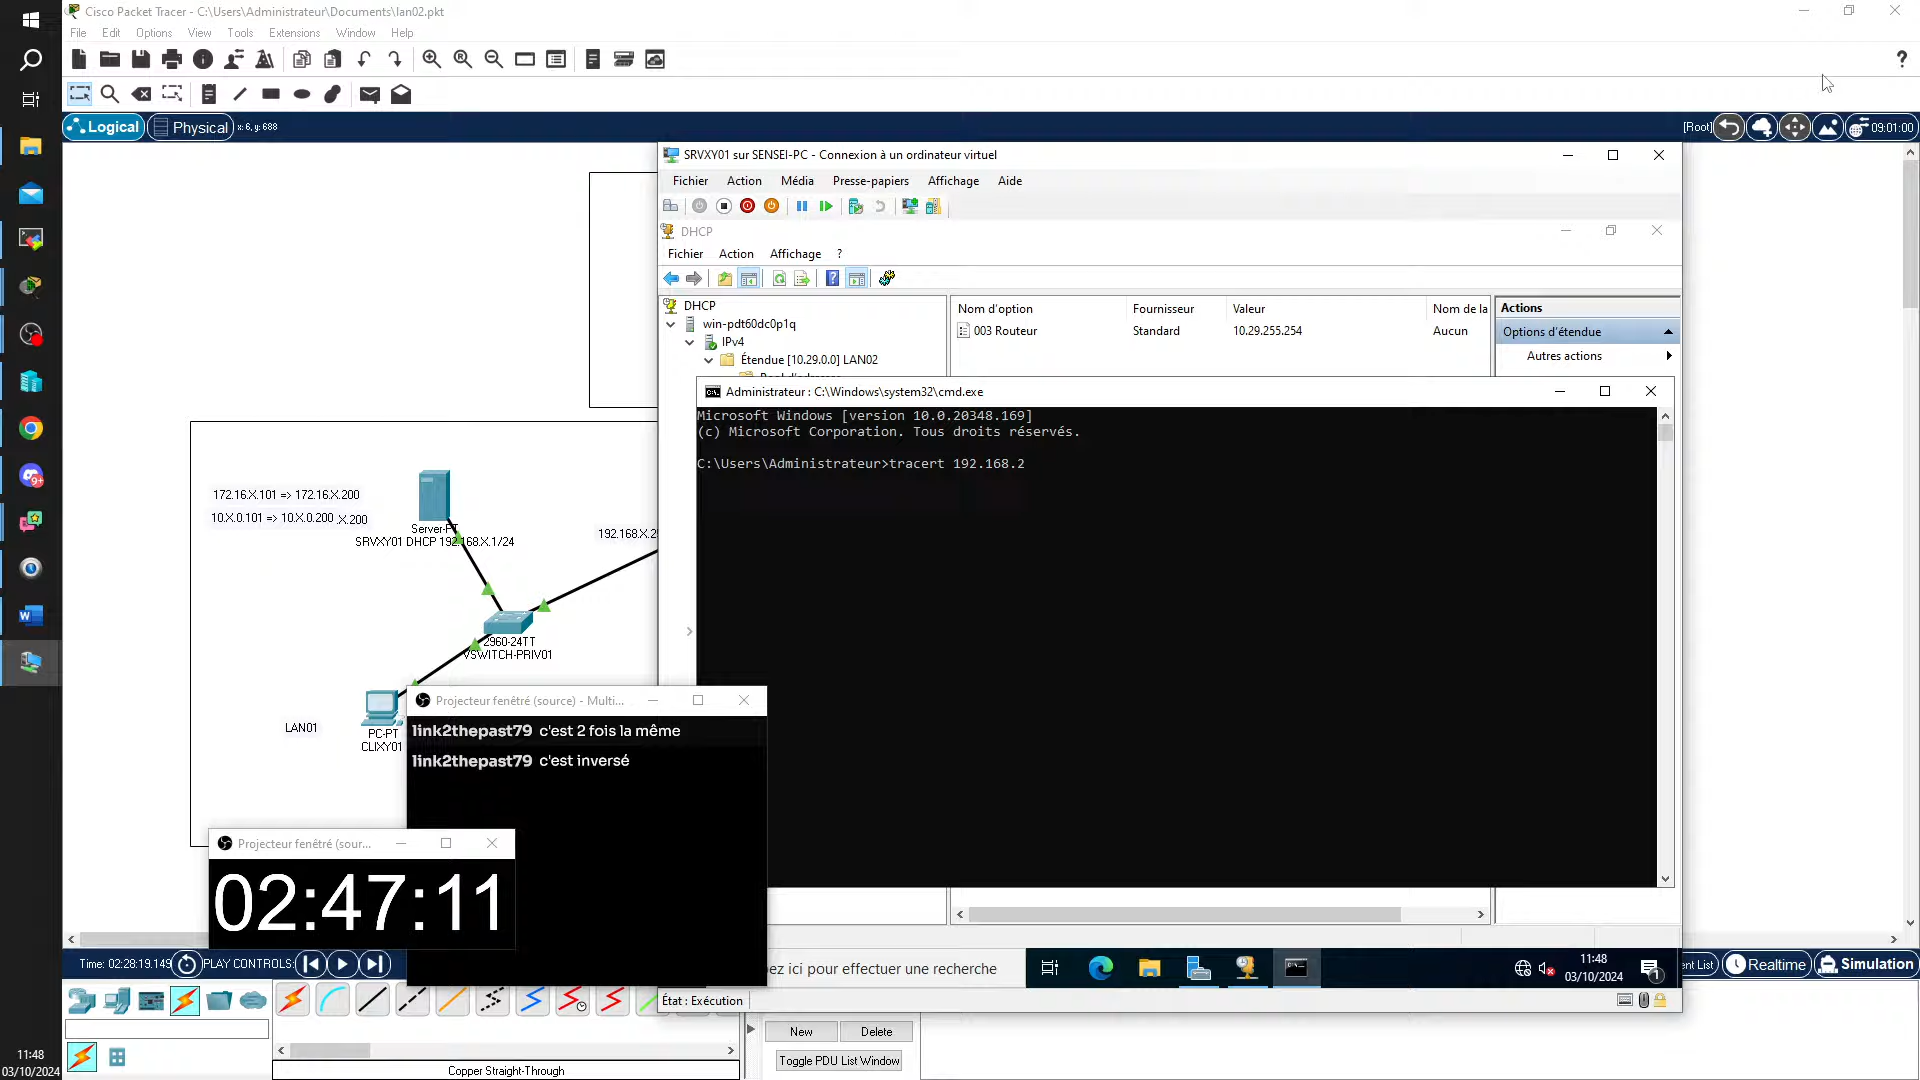 Cisco Packet Tracer - C:\Users\Administrateur\Documents\lan02.pkt
File Edit Options View Tools Extensions Window Help
Logical Physical x: 6, y: 688 [Root] 09:01:00
SRVXY01 sur SENSEI-PC - Connexion à un ordinateur virtuel
Fichier Action Média Presse-papiers Affichage Aide
DHCP
Fichier Action Affichage ?
DHCP
win-pdt60dc0p1q
IPv4
Étendue [10.29.0.0] LAN02
Nom d'option Fournisseur Valeur Nom de la
003 Routeur Standard 10.29.255.254 Aucun
Actions
Options d'étendue
Autres actions
Administrateur : C:\Windows\system32\cmd.exe
Microsoft Windows [version 10.0.20348.169]
(c) Microsoft Corporation. Tous droits réservés.
C:\Users\Administrateur>tracert 192.168.2
172.16.X.101 => 172.16.X.200
10.X.0.101 => 10.X.0.200 .X.200
Server-PT
SRVXY01 DHCP 192.168.X.1/24
192.168.X.2
2960-24TT
VSWITCH-PRIV01
LAN01
PC-PT
CLIXY01
Projecteur fenêtré (source) - Multi...
link2thepast79 c'est 2 fois la même
link2thepast79 c'est inversé
Projecteur fenêtré (sour...
02:47:11
Time: 02:28:19.149 PLAY CONTROLS:
ez ici pour effectuer une recherche
11:48
03/10/2024
1
ent List Realtime Simulation
État : Exécution
New Delete
Toggle PDU List Window
Copper Straight-Through
11:48
03/10/2024